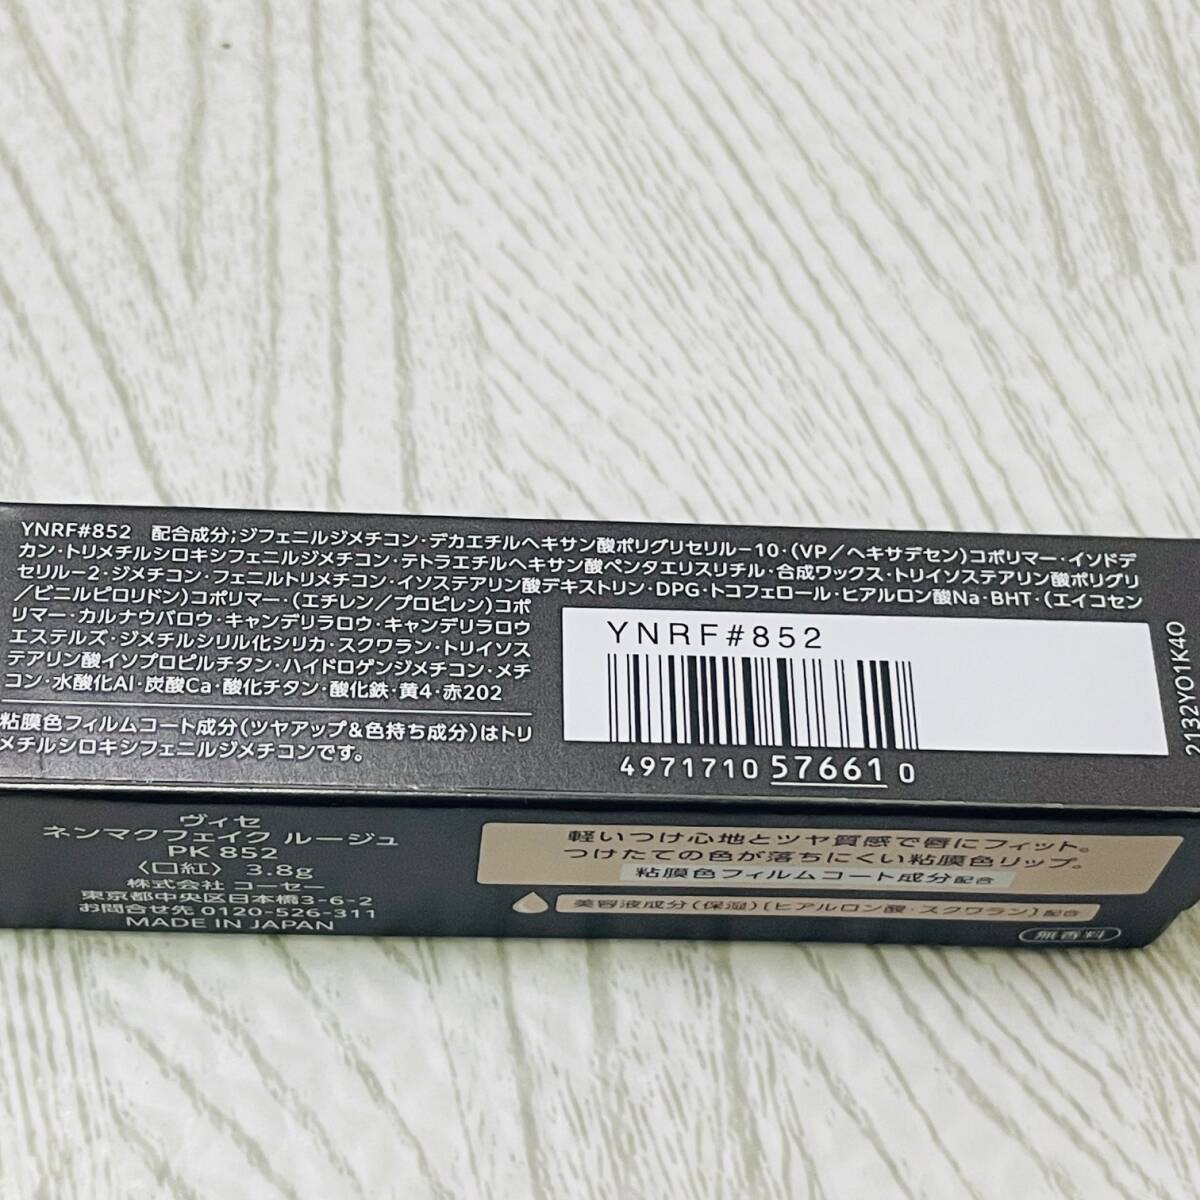 YNRF#852 配合成分;ジフェニルジメチコン・デカエチルヘキサン酸ポリグリセリル-10・(VP/ヘキサデセン)コポリマー・イソドデ
カン・トリメチルシロキシフェニルジメチコン・テトラエチルヘキサン酸ペンタエリスリチル・合成ワックス・トリイソステアリン酸ポリグリ
セリル-2・ジメチコン・フェニルトリメチコン・イソステアリン酸デキストリン・DPG・トコフェロール・ヒアルロン酸Na・BHT・(エイコセン
/ビニルピロリドン)コポリマー・(エチレン/プロピレン)コポ
リマー・カルナウバロウ・キャンデリラロウ・キャンデリラロウ
エステルズ・ジメチルシリル化シリカ・スクワラン・トリイソス
テアリン酸イソプロピルチタン・ハイドロゲンジメチコン・メチ
コン・水酸化Al・炭酸Ca・酸化チタン・酸化鉄・黄4・赤202
粘膜色フィルムコート成分(ツヤアップ&色持ち成分)はトリ
メチルシロキシフェニルジメチコンです。
YNRF#852
4971710 576610
2132Y01K4O
ヴィセ
ネンマクフェイク ルージュ
PK 852
〈口紅〉 3.8g
株式会社 コーセー
東京都中央区日本橋3-6-2
お問合せ先 0120-526-311
MADE IN JAPAN
軽いつけ心地とツヤ質感で唇にフィット。
つけたての色が落ちにくい粘膜色リップ。
粘膜色フィルムコート成分配合
美容液成分(保湿)[ヒアルロン酸・スクワラン]配合
無香料